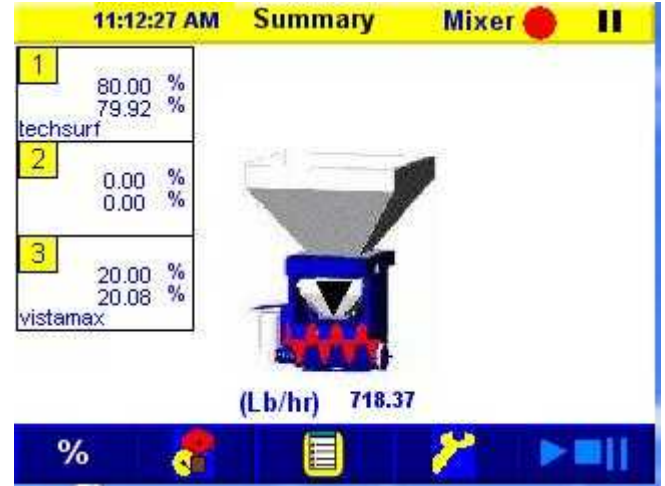 11:12:27 AM Summary Mixer
1
80.00 %
79.92 %
techsurf
2
0.00 %
0.00 %
3
20.00 %
20.08 %
vistamax
(Lb/hr) 718.37
%